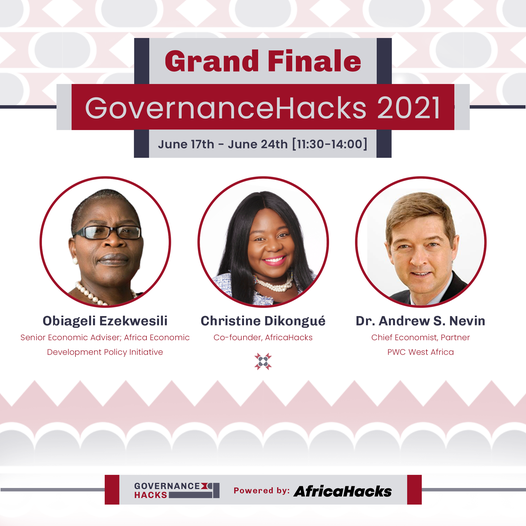 Grand Finale
GovernanceHacks 2021
June 17th - June 24th [11:30-14:00]
Obiageli Ezekwesili
Senior Economic Adviser; Africa Economic
Development Policy Initiative
Christine Dikongué
Co-founder, AfricaHacks
Dr. Andrew S. Nevin
Chief Economist, Partner
PWC West Africa
GOVERNANCE
HACKS
Powered by: AfricaHacks